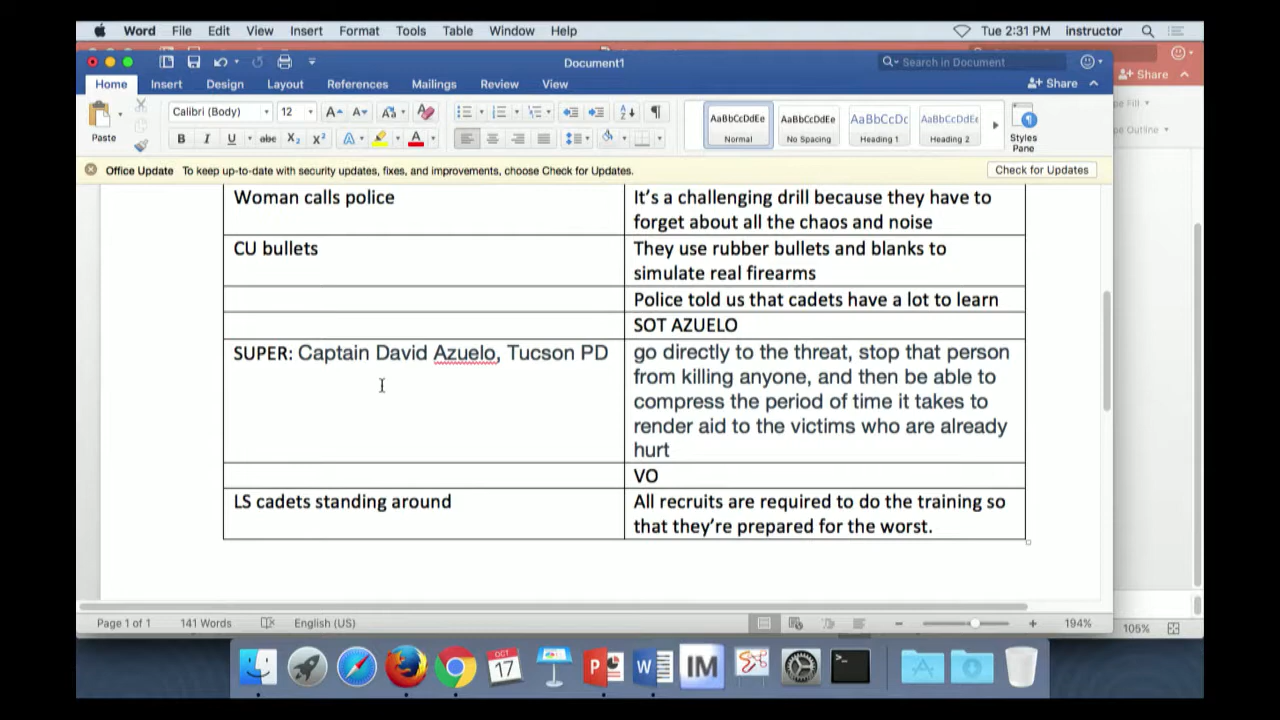 Word File Edit View Insert Format Tools Table Window Help Tue 2:31 PM instructor
Document1
Search in Document
Share
Home Insert Design Layout References Mailings Review View Share
Paste
Calibri (Body) 12
AaBbCcDdEe AaBbCcDdEe AaBbCcDc AaBbCcDdEe
Normal No Spacing Heading 1 Heading 2
Styles Pane
pe Fill
pe Outline
Office Update To keep up-to-date with security updates, fixes, and improvements, choose Check for Updates. Check for Updates
Woman calls police
It's a challenging drill because they have to
forget about all the chaos and noise
CU bullets
They use rubber bullets and blanks to
simulate real firearms
Police told us that cadets have a lot to learn
SOT AZUELO
SUPER: Captain David Azuelo, Tucson PD
go directly to the threat, stop that person
from killing anyone, and then be able to
compress the period of time it takes to
render aid to the victims who are already
hurt
VO
LS cadets standing around
All recruits are required to do the training so
that they're prepared for the worst.
Page 1 of 1 141 Words English (US) 194%
105%
OCT
17
P W IM